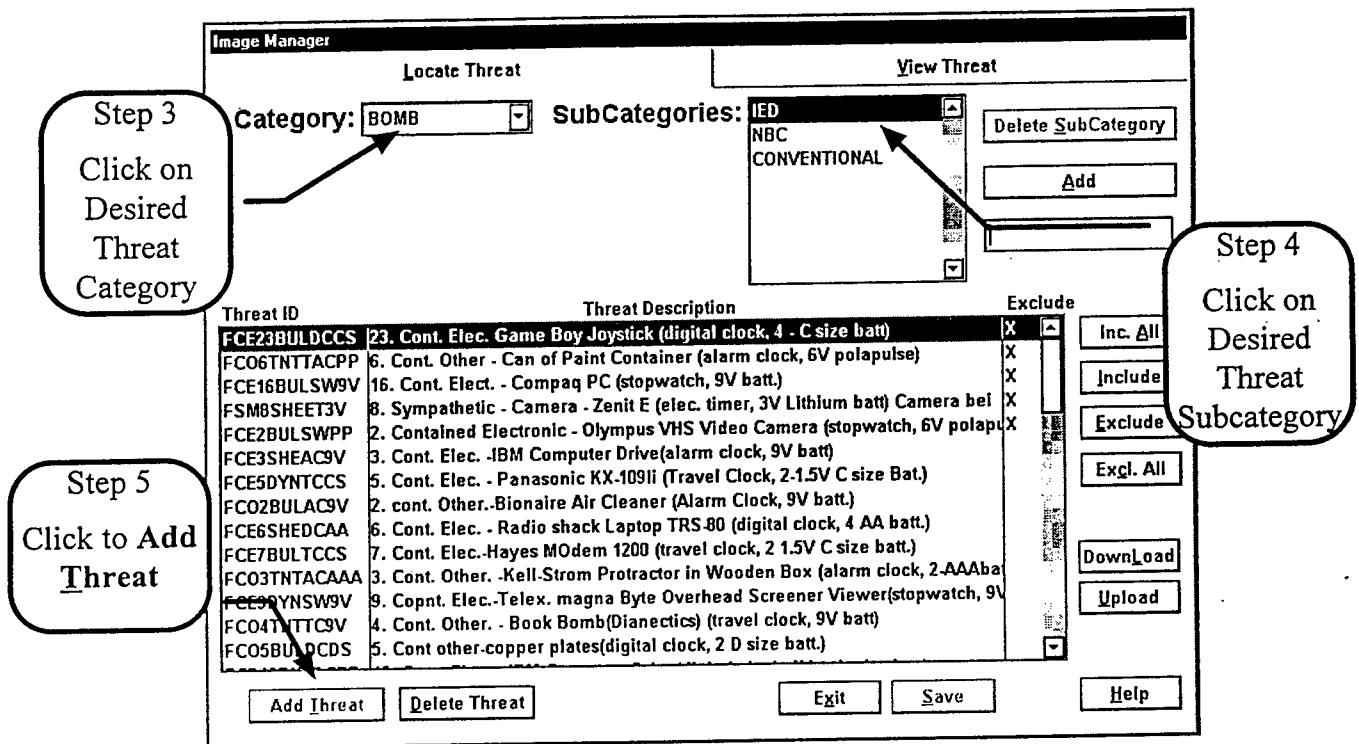 Image Manager
Locate Threat
View Threat
Step 3
Click on
Desired
Threat
Category
Category: BOMB
SubCategories:
IED
NBC
CONVENTIONAL
Delete SubCategory
Add
Step 4
Click on
Desired
Threat
Subcategory
Threat ID Threat Description Exclude
FCE23BULDCCS 23. Cont. Elec. Game Boy Joystick (digital clock, 4 - C size batt) X
FCO6TNTTACPP 6. Cont. Other - Can of Paint Container (alarm clock, 6V polapulse) X
FCE16BULSW9V 16. Cont. Elect. - Compaq PC (stopwatch, 9V batt.) X
FSM8SHEET3V 8. Sympathetic - Camera - Zenit E (elec. timer, 3V Lithium batt) Camera bei X
FCE2BULSWPP 2. Contained Electronic - Olympus VHS Video Camera (stopwatch, 6V polapu X
FCE3SHEAC9V 3. Cont. Elec. -IBM Computer Drive(alarm clock, 9V batt)
FCE5DYNTCCS 5. Cont. Elec. - Panasonic KX-109li (Travel Clock, 2-1.5V C size Bat.)
FCO2BULAC9V 2. cont. Other.-Bionaire Air Cleaner (Alarm Clock, 9V batt.)
FCE6SHEDCAA 6. Cont. Elec. - Radio shack Laptop TRS-80 (digital clock, 4 AA batt.)
FCE7BULTCCS 7. Cont. Elec.-Hayes MOdem 1200 (travel clock, 2 1.5V C size batt.)
FCO3TNTACAAA 3. Cont. Other. -Kell-Strom Protractor in Wooden Box (alarm clock, 2-AAAbat
FCE9DYNSW9V 9. Copnt. Elec.-Telex. magna Byte Overhead Screener Viewer(stopwatch, 9V
FCO4TNTTC9V 4. Cont. Other. - Book Bomb(Dianectics) (travel clock, 9V batt)
FCO5BULDCDS 5. Cont other-copper plates(digital clock, 2 D size batt.)
Inc. All
Include
Exclude
Excl. All
DownLoad
Upload
Step 5
Click to Add
Threat
Add Threat
Delete Threat
Exit
Save
Help